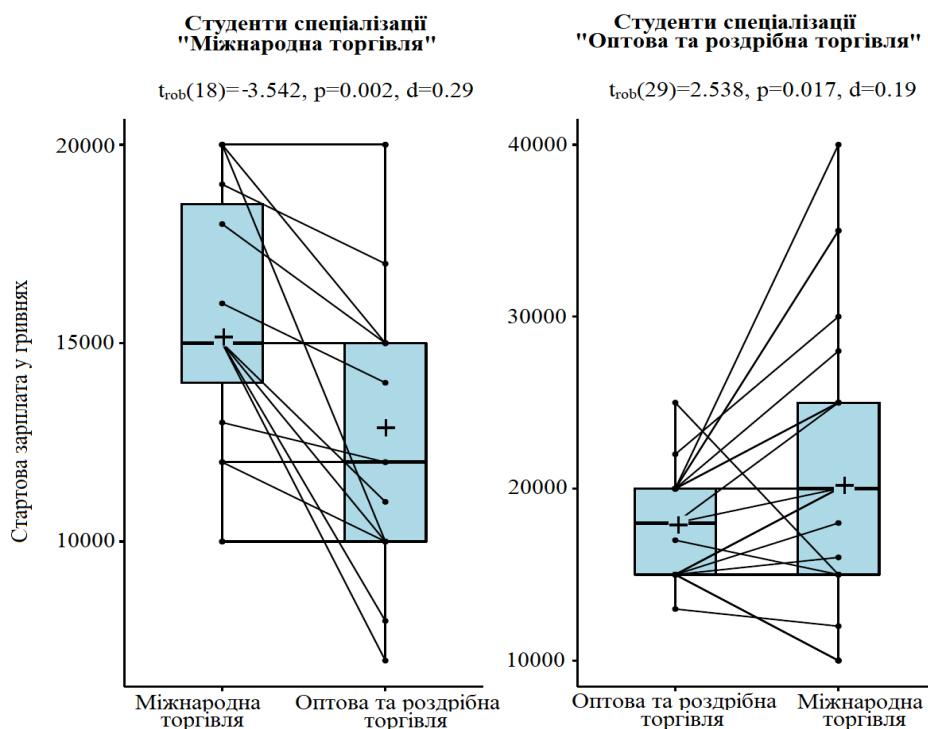 Студенти спеціалізації
"Міжнародна торгівля"
t_rob(18)=-3.542, p=0.002, d=0.29
Стартова зарплата у гривнях
20000
15000
10000
Міжнародна
торгівля
Оптова та роздрібна
торгівля
Студенти спеціалізації
"Оптова та роздрібна торгівля"
t_rob(29)=2.538, p=0.017, d=0.19
40000
30000
20000
10000
Оптова та роздрібна
торгівля
Міжнародна
торгівля